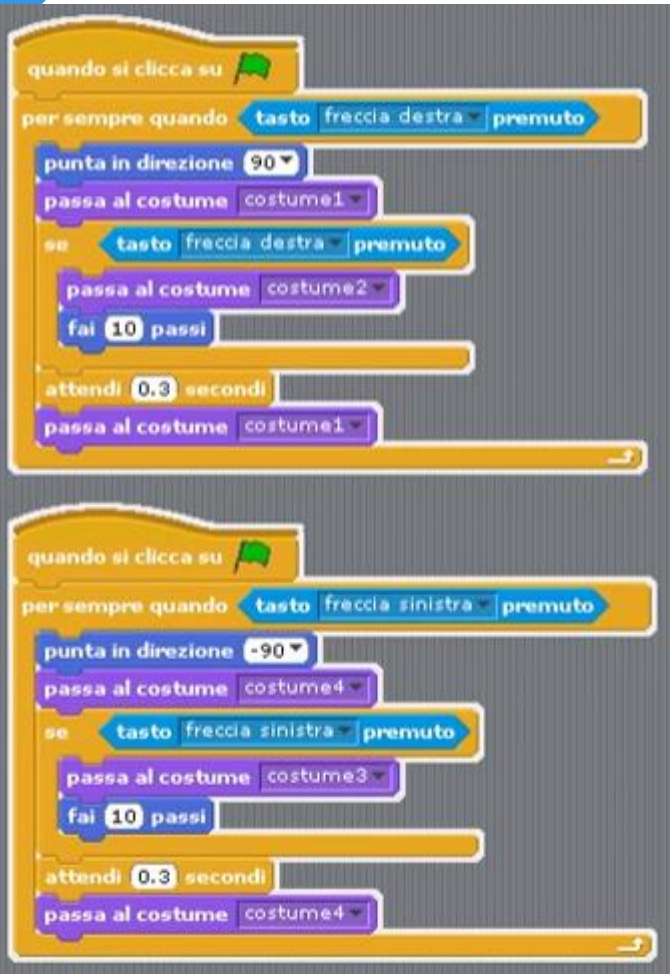 quando si clicca su
per sempre quando tasto freccia destra premuto
punta in direzione 90
passa al costume costume1
se tasto freccia destra premuto
passa al costume costume2
fai 10 passi
attendi 0.3 secondi
passa al costume costume1
quando si clicca su
per sempre quando tasto freccia sinistra premuto
punta in direzione -90
passa al costume costume4
se tasto freccia sinistra premuto
passa al costume costume3
fai 10 passi
attendi 0.3 secondi
passa al costume costume4